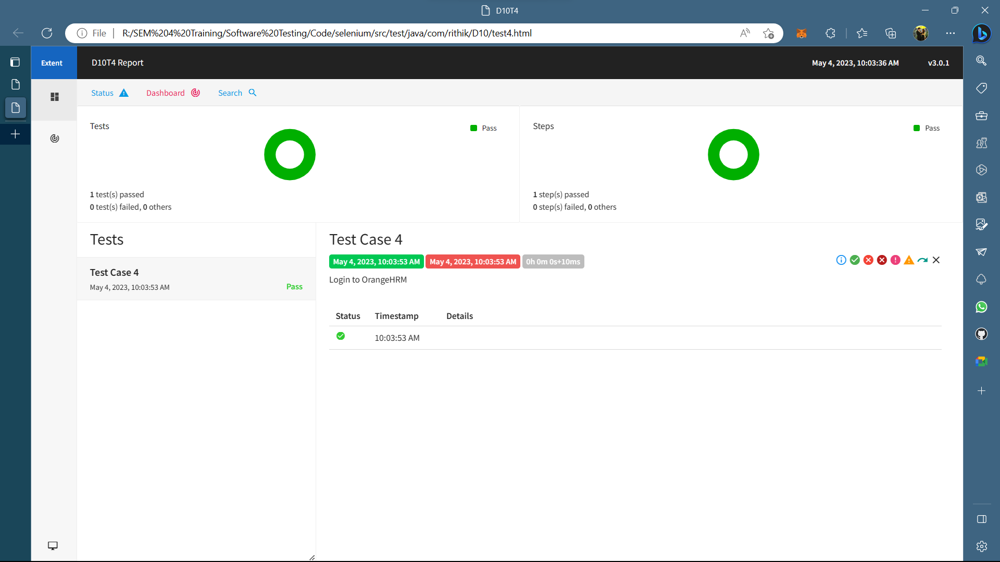 D10T4
File
R:/SEM%204%20Training/Software%20Testing/Code/selenium/src/test/java/com/rithik/D10/test4.html
Extent
D10T4 Report
May 4, 2023, 10:03:36 AM
v3.0.1
Status
Dashboard
Search
Tests
Pass
1 test(s) passed
0 test(s) failed, 0 others
Steps
Pass
1 step(s) passed
0 step(s) failed, 0 others
Tests
Test Case 4
May 4, 2023, 10:03:53 AM
Pass
Test Case 4
May 4, 2023, 10:03:53 AM
May 4, 2023, 10:03:53 AM
0h 0m 0s+10ms
Login to OrangeHRM
Status Timestamp Details
10:03:53 AM